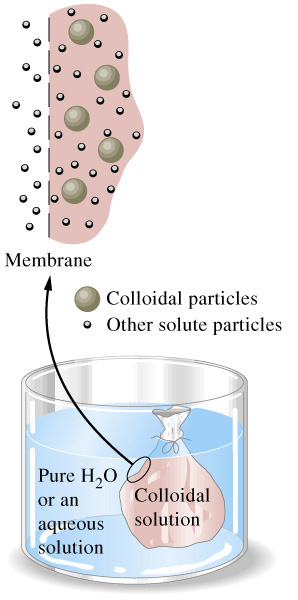 Membrane
Colloidal particles
Other solute particles
Pure H₂O
or an
aqueous
solution
Colloidal
solution